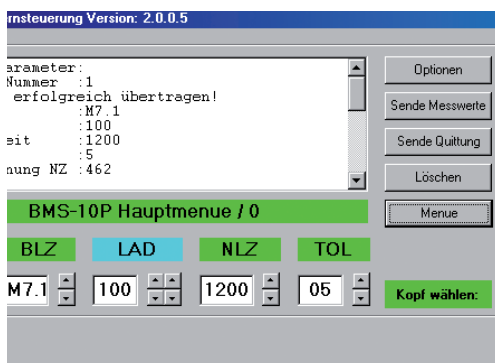 rnsteuerung Version: 2.0.0.5
arameter:
Nummer :1
erfolgreich übertragen!
:M7.1
:100
eit :1200
:5
nung NZ :462
Optionen
Sende Messwerte
Sende Quittung
Löschen
Menue
BMS-10P Hauptmenue / 0
BLZ LAD NLZ TOL
M7.1 100 1200 05 Kopf wählen: